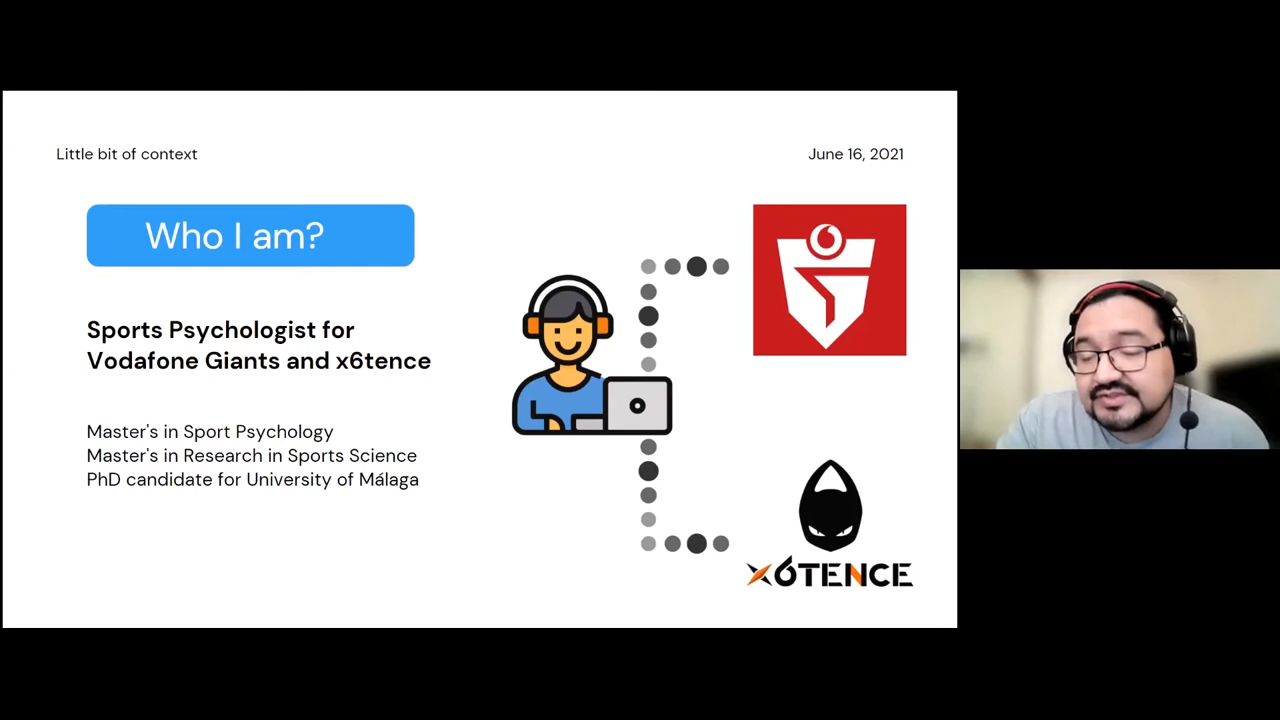 Little bit of context
June 16, 2021
Who I am?
Sports Psychologist for
Vodafone Giants and x6tence
Master's in Sport Psychology
Master's in Research in Sports Science
PhD candidate for University of Málaga
x6TENCE